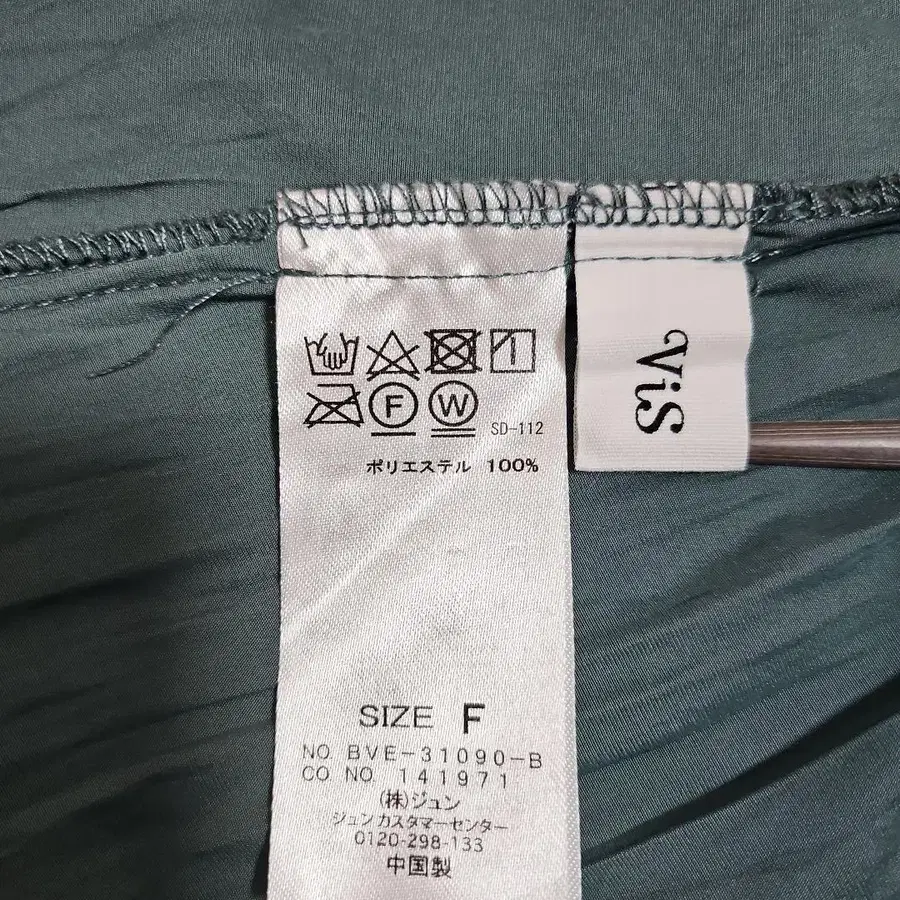 F W SD-112
ポリエステル 100%
SIZE F
NO. BVE-31090-B
CO NO. 141971
(株)ジュン
ジュンカスタマーセンター
0120-298-133
中国製
ViS